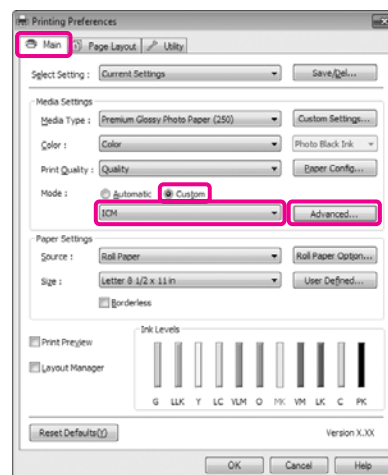 Printing Preferences
Main Page Layout Utility
Select Setting : Current Settings Save/Del...
Media Settings
Media Type : Premium Glossy Photo Paper (250) Custom Settings...
Color : Color Photo Black Ink
Print Quality : Quality Paper Config...
Mode : Automatic Custom
ICM Advanced...
Paper Settings
Source : Roll Paper Roll Paper Option...
Size : Letter 8 1/2 x 11 in User Defined...
Borderless
Ink Levels
Print Preview
Layout Manager
G LLK Y LC VLM O MK VM LK C PK
Reset Defaults(Y) Version X.XX
OK Cancel Help